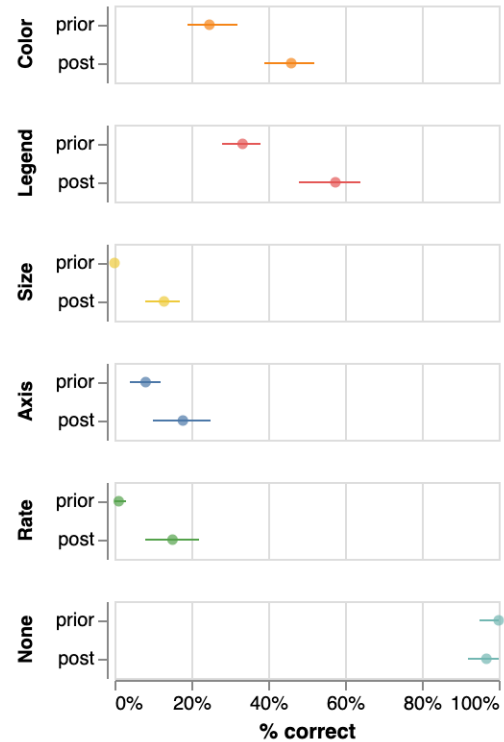 Color
prior
post
Legend
prior
post
Size
prior
post
Axis
prior
post
Rate
prior
post
None
prior
post
0% 20% 40% 60% 80% 100%
% correct